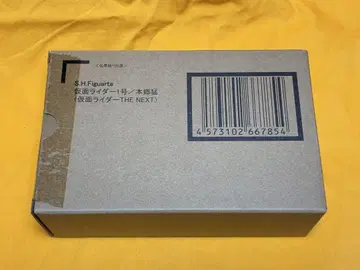 S.H.Figuarts
仮面ライダー1号／本郷猛
(仮面ライダーTHE NEXT)
4 573102 667854